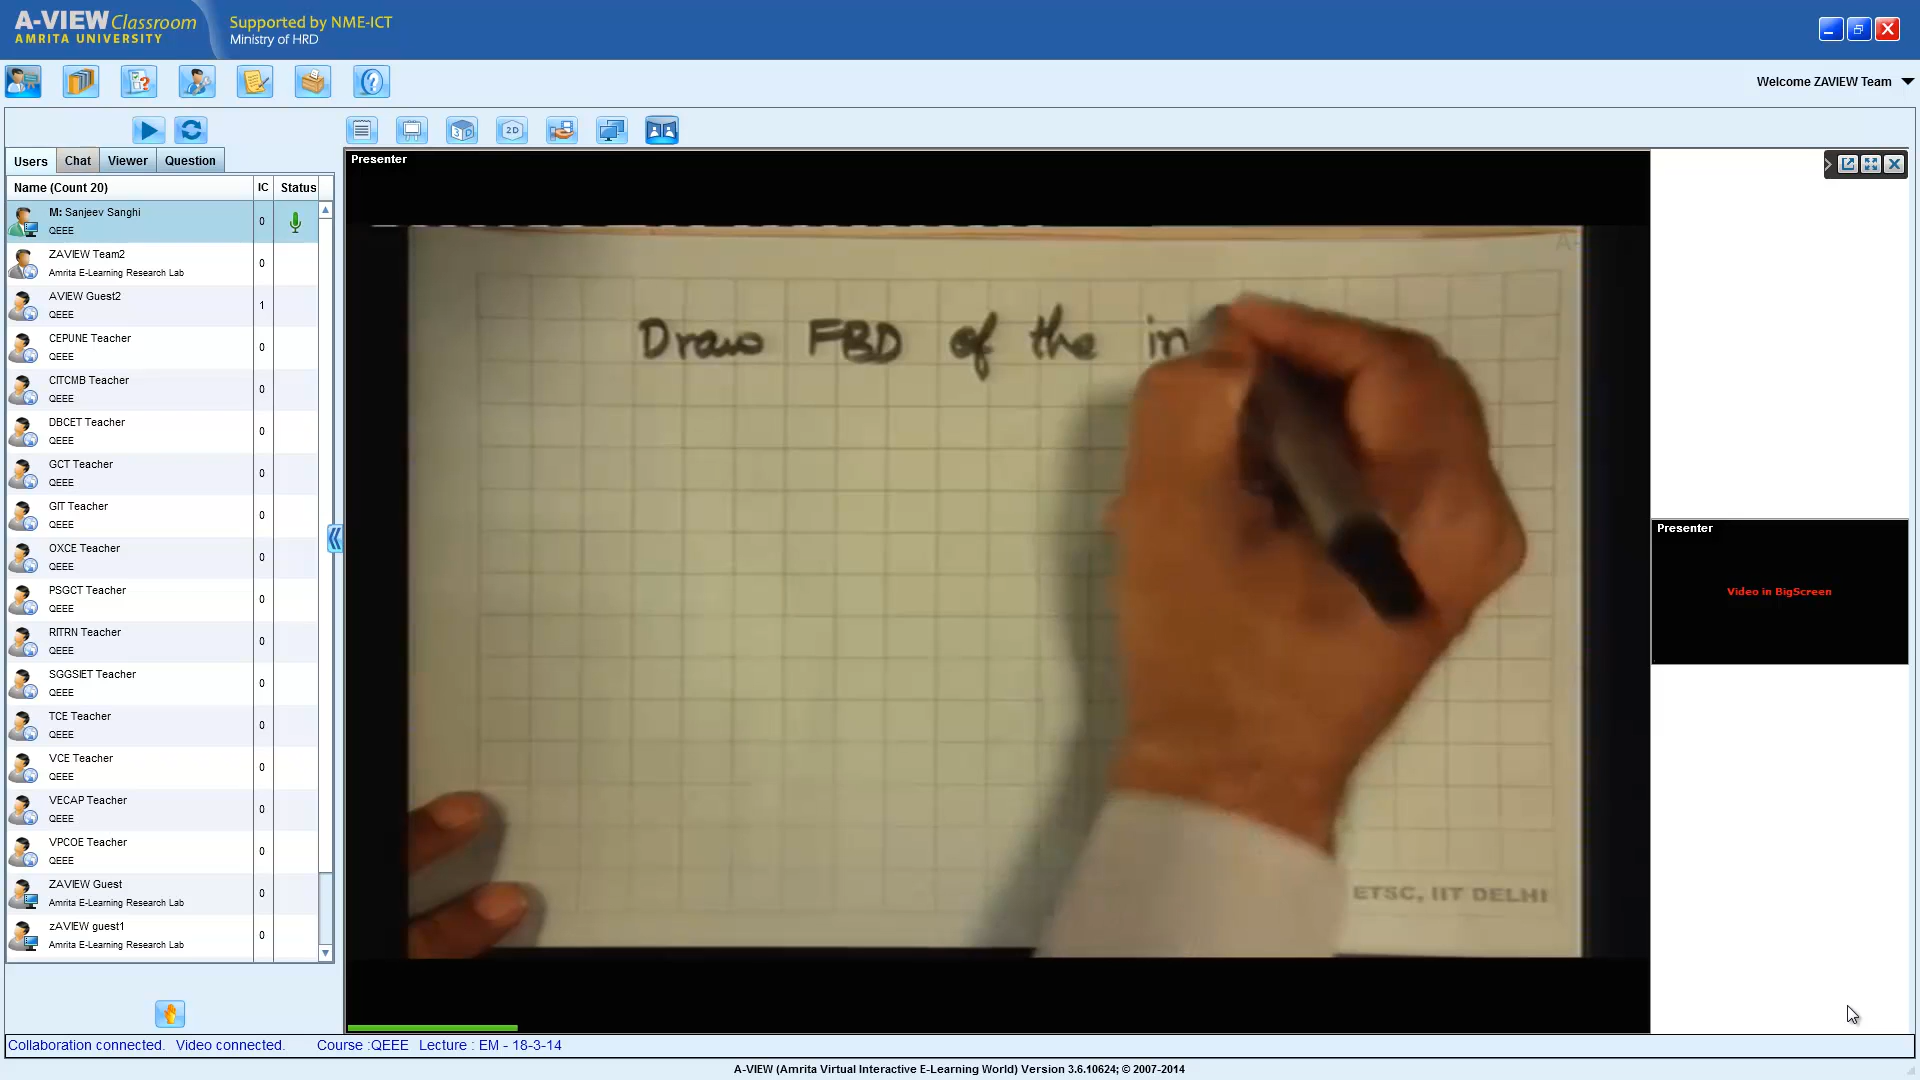 A-VIEW Classroom
AMRITA UNIVERSITY
Supported by NME-ICT
Ministry of HRD
Welcome ZAVIEW Team
3D
2D
Users
Chat
Viewer
Question
Name (Count 20)
IC
Status
M: Sanjeev Sanghi
QEEE
0
ZAVIEW Team2
Amrita E-Learning Research Lab
0
AVIEW Guest2
QEEE
1
CEPUNE Teacher
QEEE
0
CITCMB Teacher
QEEE
0
DBCET Teacher
QEEE
0
GCT Teacher
QEEE
0
GIT Teacher
QEEE
0
OXCE Teacher
QEEE
0
PSGCT Teacher
QEEE
0
RITRN Teacher
QEEE
0
SGGSIET Teacher
QEEE
0
TCE Teacher
QEEE
0
VCE Teacher
QEEE
0
VECAP Teacher
QEEE
0
VPCOE Teacher
QEEE
0
ZAVIEW Guest
Amrita E-Learning Research Lab
0
zAVIEW guest1
Amrita E-Learning Research Lab
0
Presenter
A-
Draw FBD of the in
ETSC, IIT DELHI
Presenter
Video in BigScreen
Collaboration connected. Video connected. Course :QEEE Lecture : EM - 18-3-14
A-VIEW (Amrita Virtual Interactive E-Learning World) Version 3.6.10624; © 2007-2014